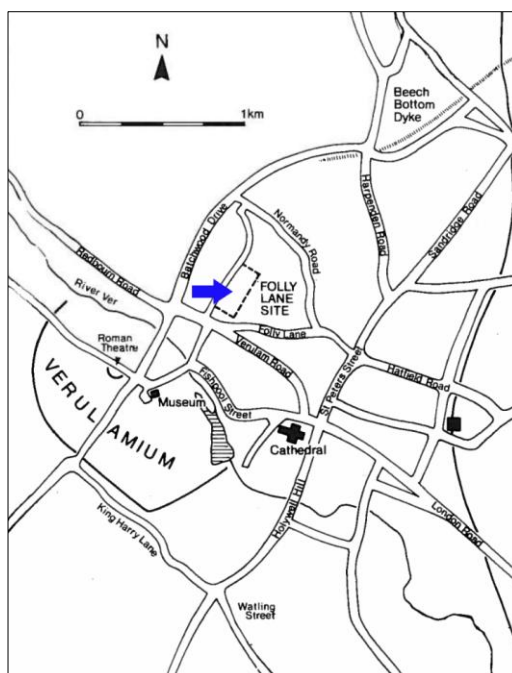 N
0
1km
Beech
Bottom
Dyke
Harpenden Road
Sandridge Road
Normandy Road
Batchwood Drive
Redbourn Road
River Ver
FOLLY
LANE
SITE
Folly Lane
Roman
Theatre
Verulam Road
St Peters Street
Hatfield Road
Fishpool Street
Museum
VERULAMIUM
Cathedral
Holywell Hill
London Road
King Harry Lane
Watling
Street